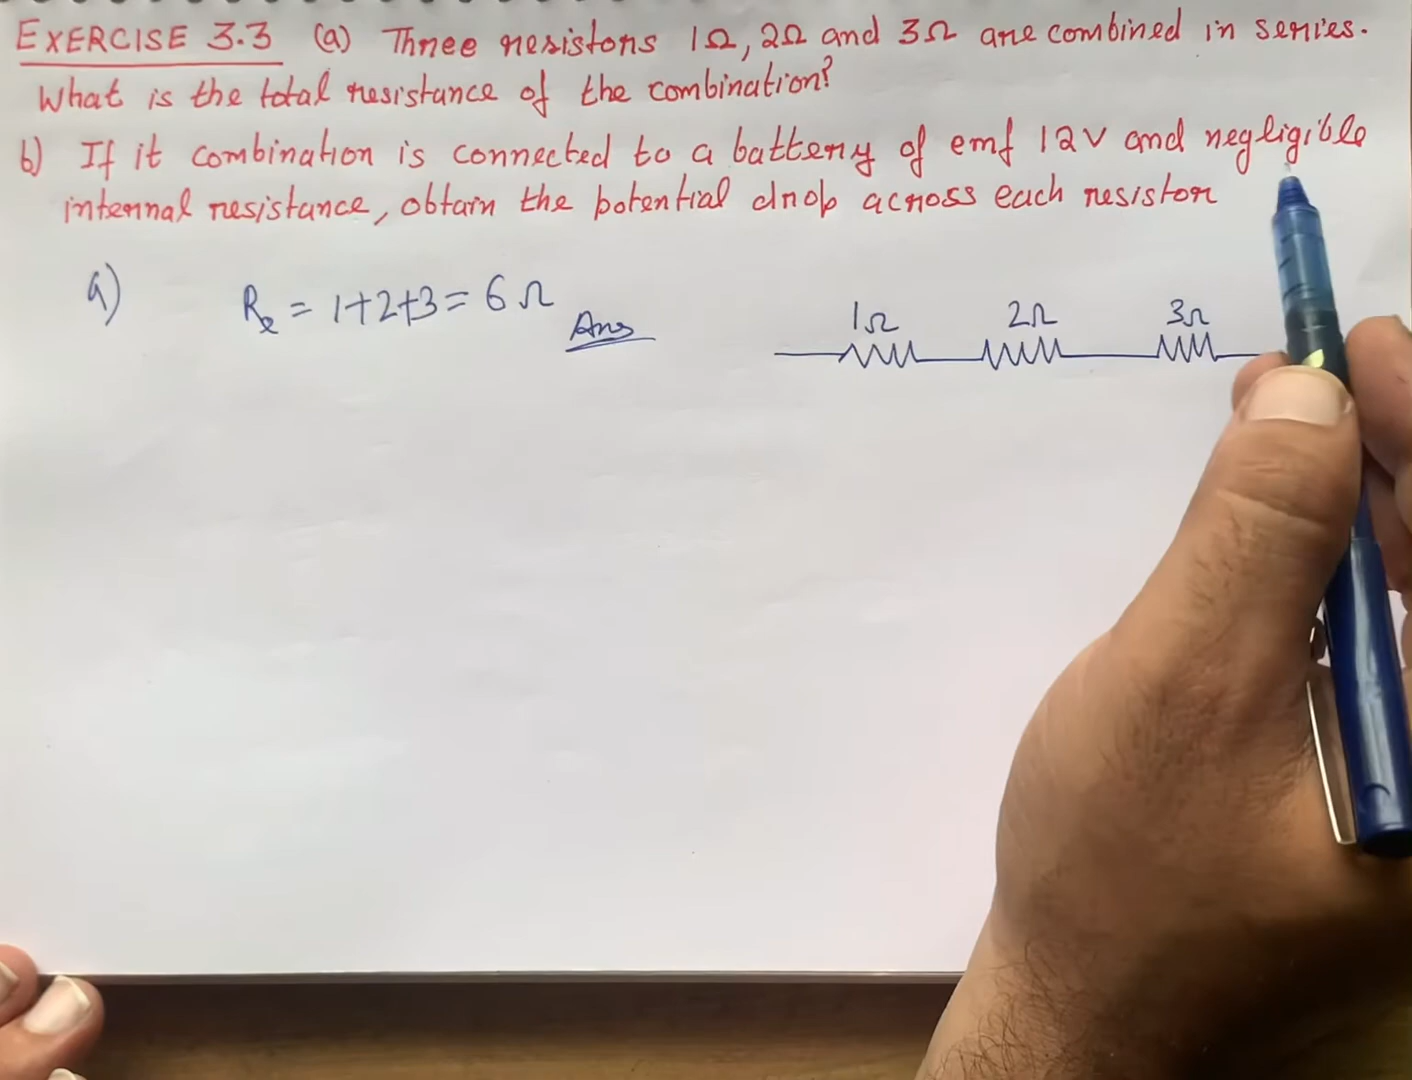 EXERCISE 3.3 (a) Three resistors 1Ω, 2Ω and 3Ω are combined in series.
What is the total resistance of the combination?
b) If it combination is connected to a battery of emf 12V and negligible
internal resistance, obtain the potential drop across each resistor
a) Re = 1+2+3 = 6Ω Ans
1Ω 2Ω 3Ω